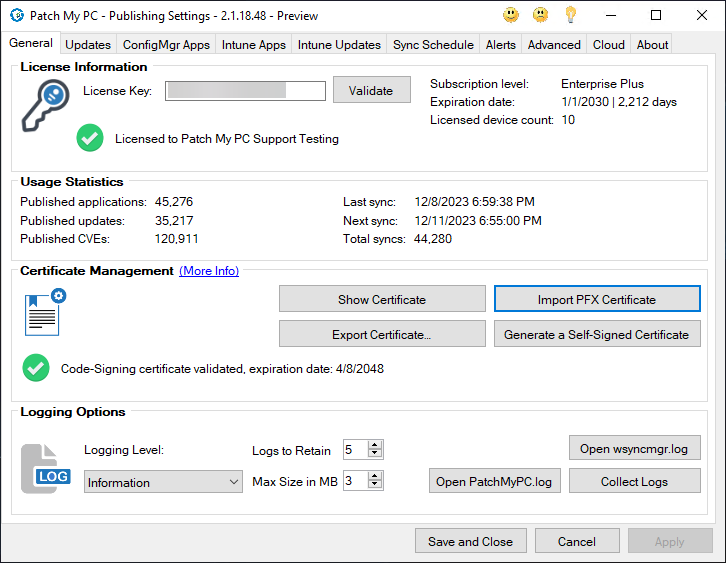 Patch My PC - Publishing Settings - 2.1.18.48 - Preview
General Updates ConfigMgr Apps Intune Apps Intune Updates Sync Schedule Alerts Advanced Cloud About
License Information
License Key: Validate
Subscription level: Enterprise Plus
Expiration date: 1/1/2030 | 2,212 days
Licensed device count: 10
Licensed to Patch My PC Support Testing
Usage Statistics
Published applications: 45,276 Last sync: 12/8/2023 6:59:38 PM
Published updates: 35,217 Next sync: 12/11/2023 6:55:00 PM
Published CVEs: 120,911 Total syncs: 44,280
Certificate Management (More Info)
Show Certificate Import PFX Certificate
Export Certificate... Generate a Self-Signed Certificate
Code-Signing certificate validated, expiration date: 4/8/2048
Logging Options
Logging Level: Logs to Retain 5 Open wsyncmgr.log
LOG Information Max Size in MB 3 Open PatchMyPC.log Collect Logs
Save and Close Cancel Apply